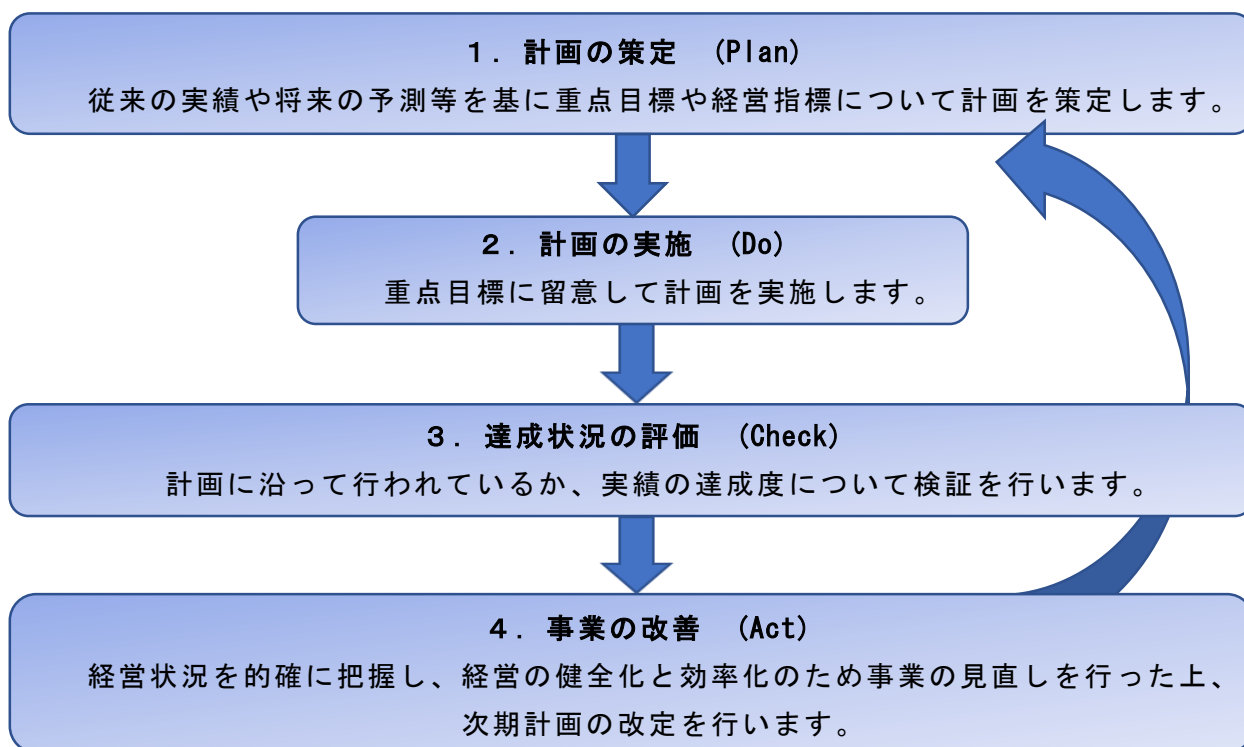 １．計画の策定　(Plan)
従来の実績や将来の予測等を基に重点目標や経営指標について計画を策定します。
２．計画の実施　(Do)
重点目標に留意して計画を実施します。
３．達成状況の評価　(Check)
計画に沿って行われているか、実績の達成度について検証を行います。
４．事業の改善　(Act)
経営状況を的確に把握し、経営の健全化と効率化のため事業の見直しを行った上、
次期計画の改定を行います。